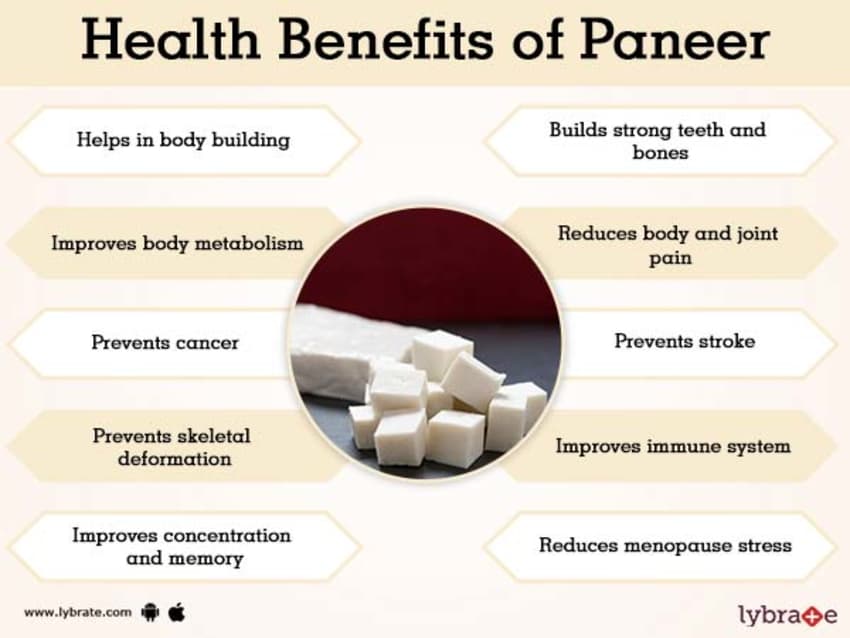 Health Benefits of Paneer
Helps in body building
Builds strong teeth and
bones
Improves body metabolism
Reduces body and joint
pain
Prevents cancer
Prevents stroke
Prevents skeletal
deformation
Improves immune system
Improves concentration
and memory
Reduces menopause stress
www.lybrate.com
lybrate